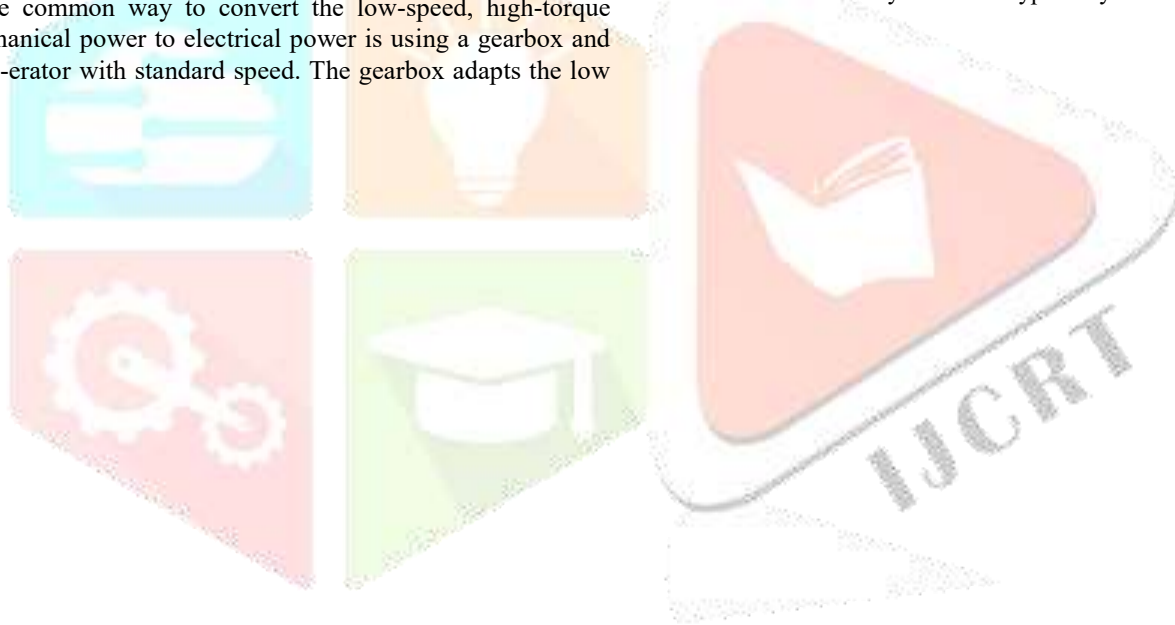 e common way to convert the low-speed, high-torque
hanical power to electrical power is using a gearbox and
-erator with standard speed. The gearbox adapts the low
IJCRT